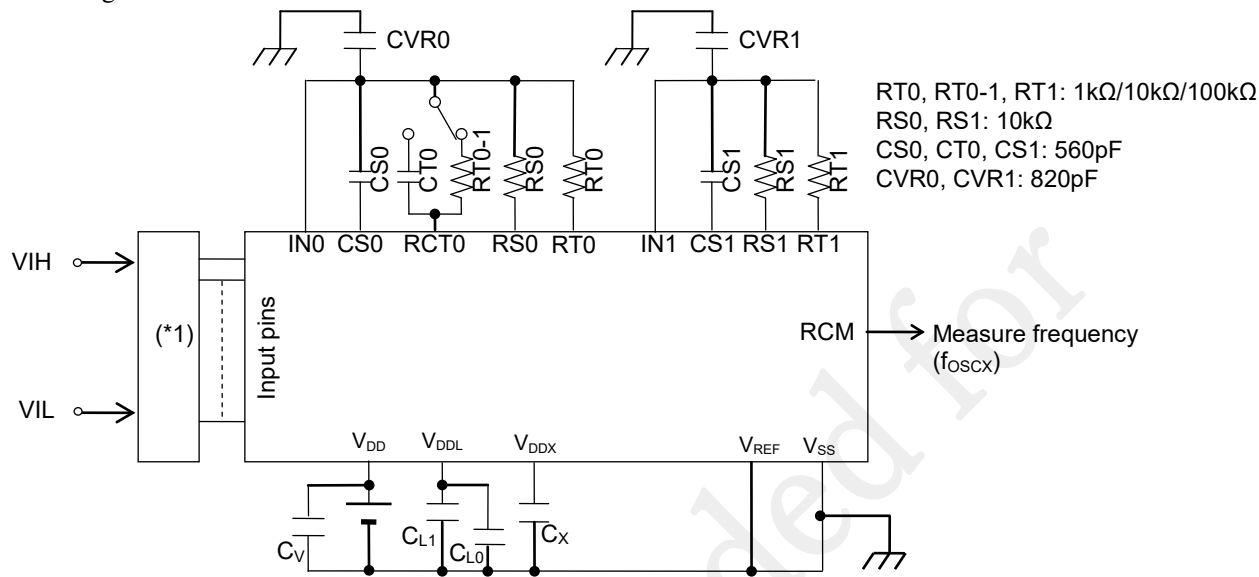 CVR0
CVR1
RT0, RT0-1, RT1: 1kΩ/10kΩ/100kΩ
RS0, RS1: 10kΩ
CS0, CT0, CS1: 560pF
CVR0, CVR1: 820pF
CS0
CT0
RT0-1
RS0
RT0
CS1
RS1
RT1
IN0
CS0
RCT0
RS0
RT0
IN1
CS1
RS1
RT1
VIH
(*1)
Input pins
VIL
RCM
Measure frequency
(fOSCX)
VDD
VDDL
VDDX
VREF
VSS
CV
CL1
CL0
CX
ded for